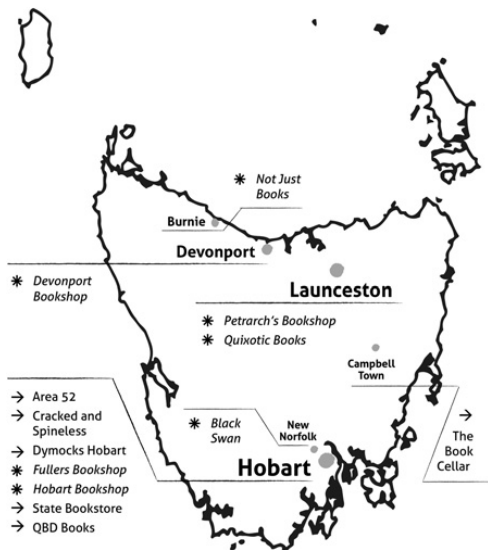 ✱ Not Just
Books
Burnie
Devonport
✱ Devonport
Bookshop
Launceston
✱ Petrarch's Bookshop
✱ Quixotic Books
Campbell
Town
→ The
Book
Cellar
✱ Black
Swan
New
Norfolk
Hobart
→ Area 52
→ Cracked and
Spineless
→ Dymocks Hobart
✱ Fullers Bookshop
✱ Hobart Bookshop
→ State Bookstore
→ QBD Books